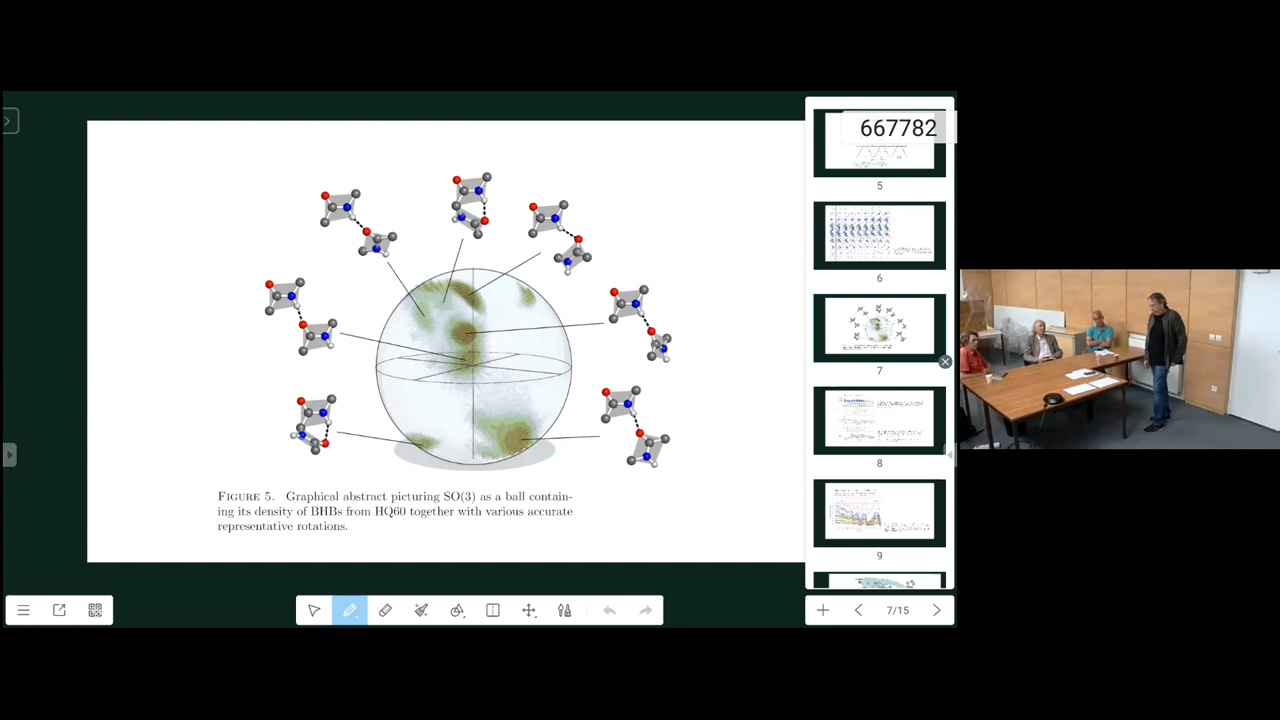 667782
5
6
7
8
9
FIGURE 5. Graphical abstract picturing SO(3) as a ball contain-
ing its density of BHBs from HQ60 together with various accurate
representative rotations.
7/15